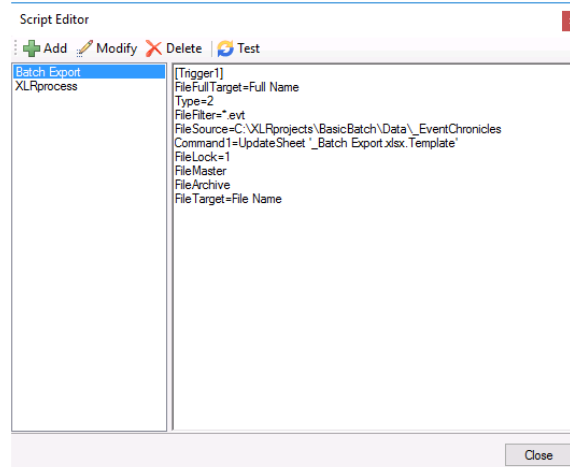 Script Editor
Add Modify Delete Test
Batch Export
XLRprocess
[Trigger1]
FileFullTarget=Full Name
Type=2
FileFilter=*.evt
FileSource=C:\XLRprojects\BasicBatch\Data\_EventChronicles
Command1=UpdateSheet '_Batch Export.xlsx.Template'
FileLock=1
FileMaster
FileArchive
FileTarget=File Name
Close